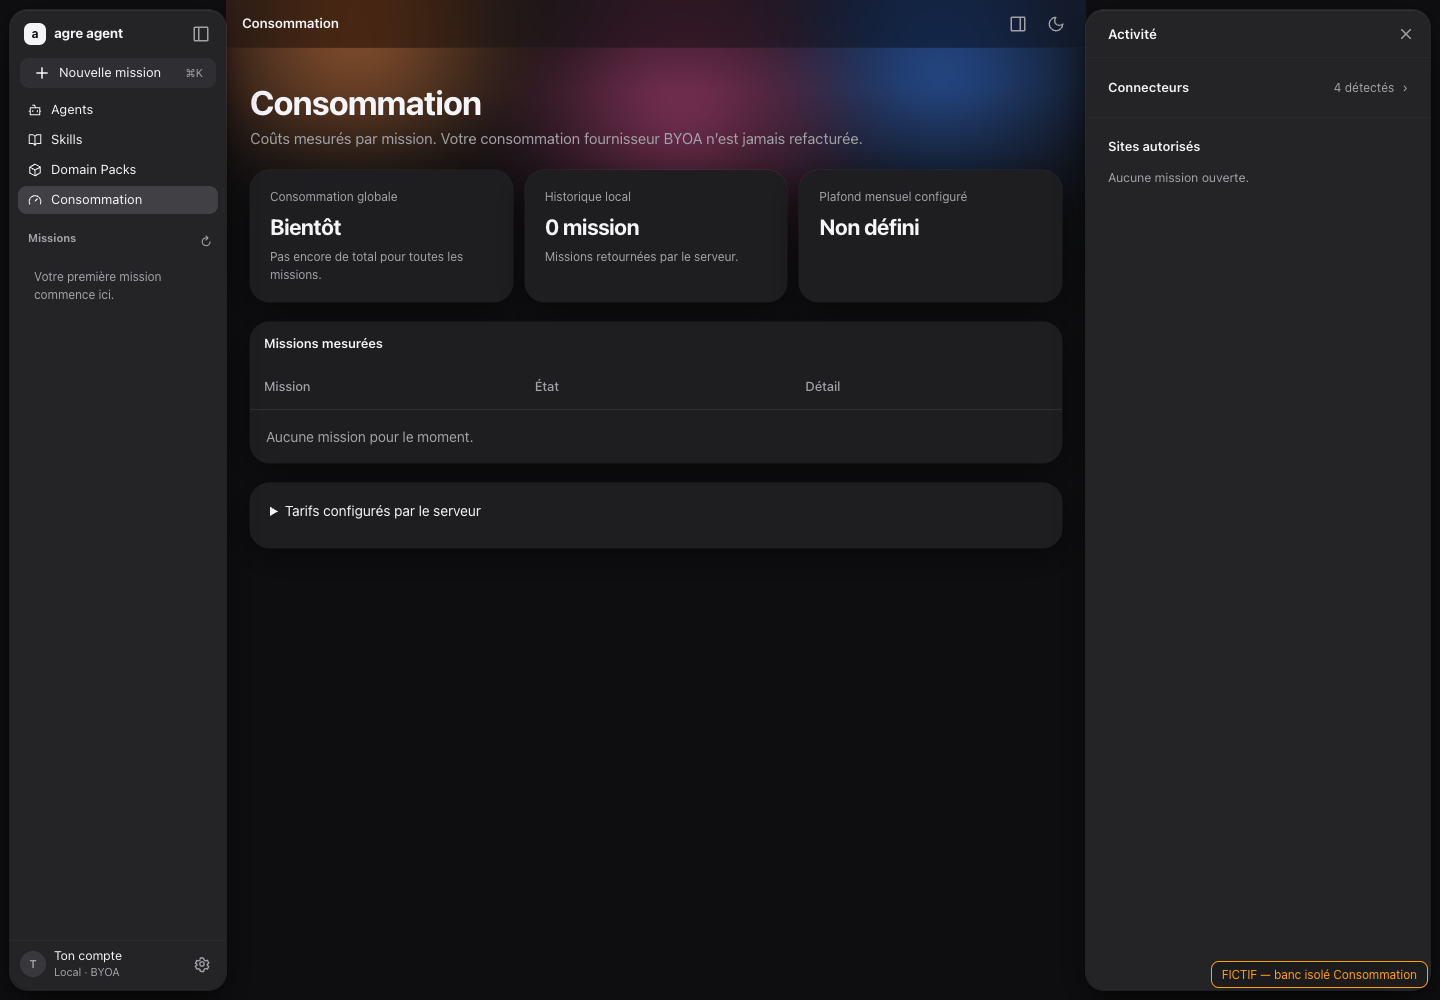 a agre agent
Nouvelle mission ⌘K
Agents
Skills
Domain Packs
Consommation
Missions
Votre première mission
commence ici.
Ton compte
T
Local · BYOA
Consommation
Consommation
Coûts mesurés par mission. Votre consommation fournisseur BYOA n’est jamais refacturée.
Consommation globale
Bientôt
Pas encore de total pour toutes les
missions.
Historique local
0 mission
Missions retournées par le serveur.
Plafond mensuel configuré
Non défini
Missions mesurées
Mission État Détail
Aucune mission pour le moment.
Tarifs configurés par le serveur
Activité
Connecteurs 4 détectés ›
Sites autorisés
Aucune mission ouverte.
FICTIF — banc isolé Consommation